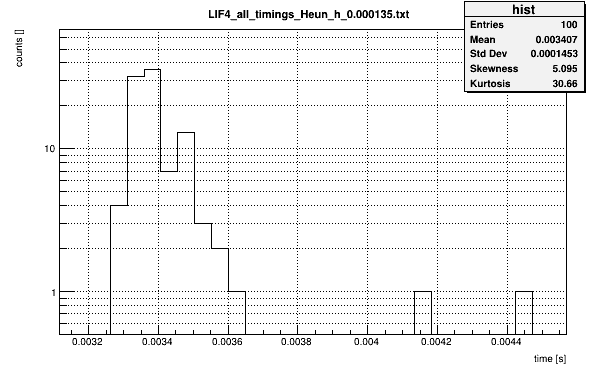 LIF4_all_timings_Heun_h_0.000135.txt
hist
Entries 100
Mean 0.003407
Std Dev 0.0001453
Skewness 5.095
Kurtosis 30.66
counts []
10
1
0.0032 0.0034 0.0036 0.0038 0.004 0.0042 0.0044
time [s]